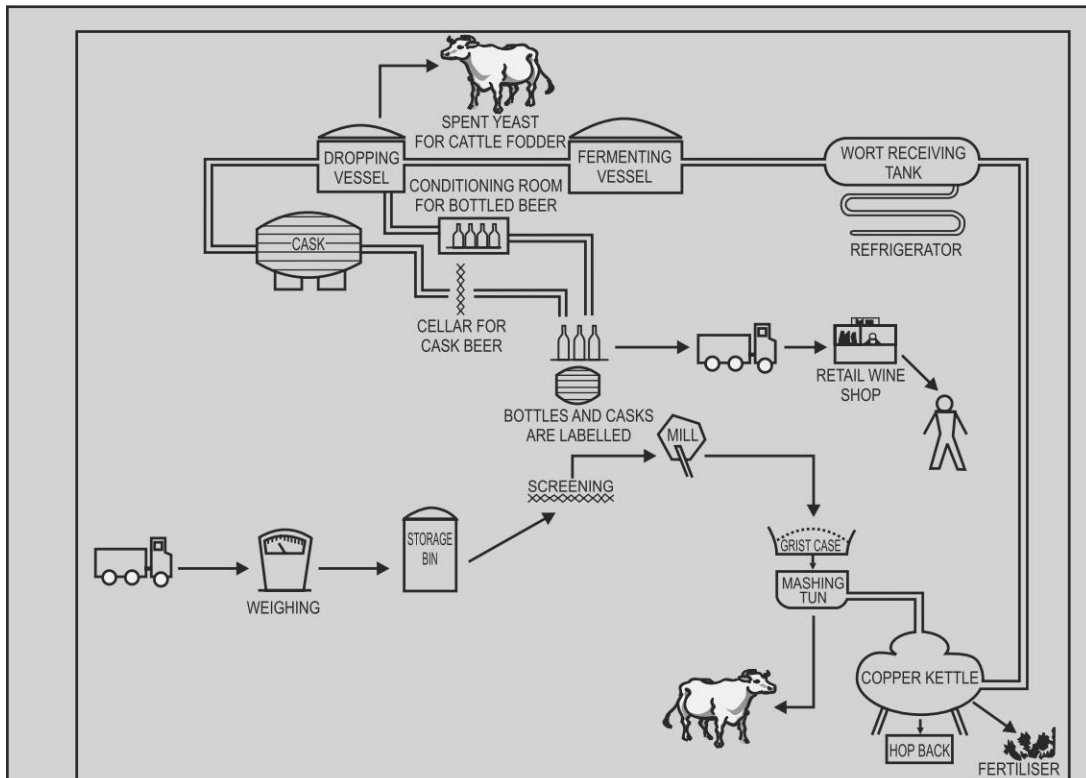 SPENT YEAST
FOR CATTLE FODDER
DROPPING
VESSEL
FERMENTING
VESSEL
WORT RECEIVING
TANK
REFRIGERATOR
CONDITIONING ROOM
FOR BOTTLED BEER
CASK
CELLAR FOR
CASK BEER
RETAIL WINE
SHOP
BOTTLES AND CASKS
ARE LABELLED
MILL
SCREENING
STORAGE
BIN
WEIGHING
GRIST CASE
MASHING
TUN
COPPER KETTLE
HOP BACK
FERTILISER